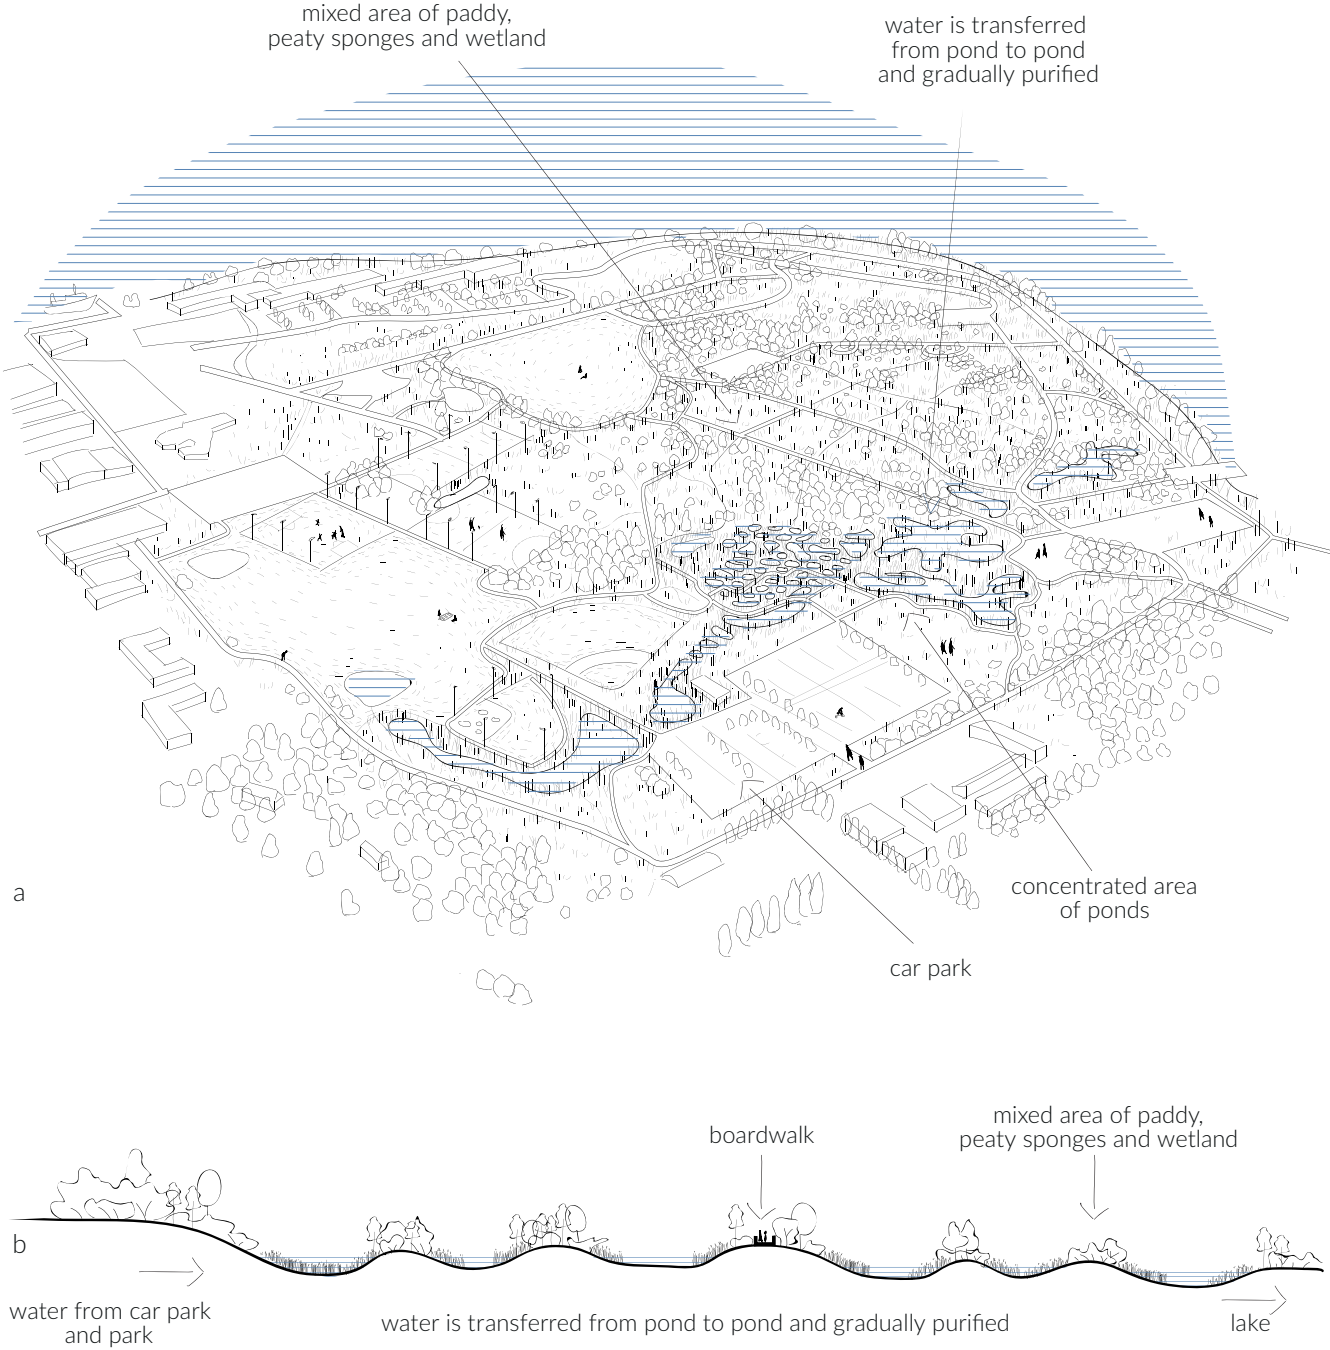 mixed area of paddy,
peaty sponges and wetland
water is transferred
from pond to pond
and gradually purified
a
concentrated area
of ponds
car park
boardwalk
mixed area of paddy,
peaty sponges and wetland
b
water from car park
and park
water is transferred from pond to pond and gradually purified
lake